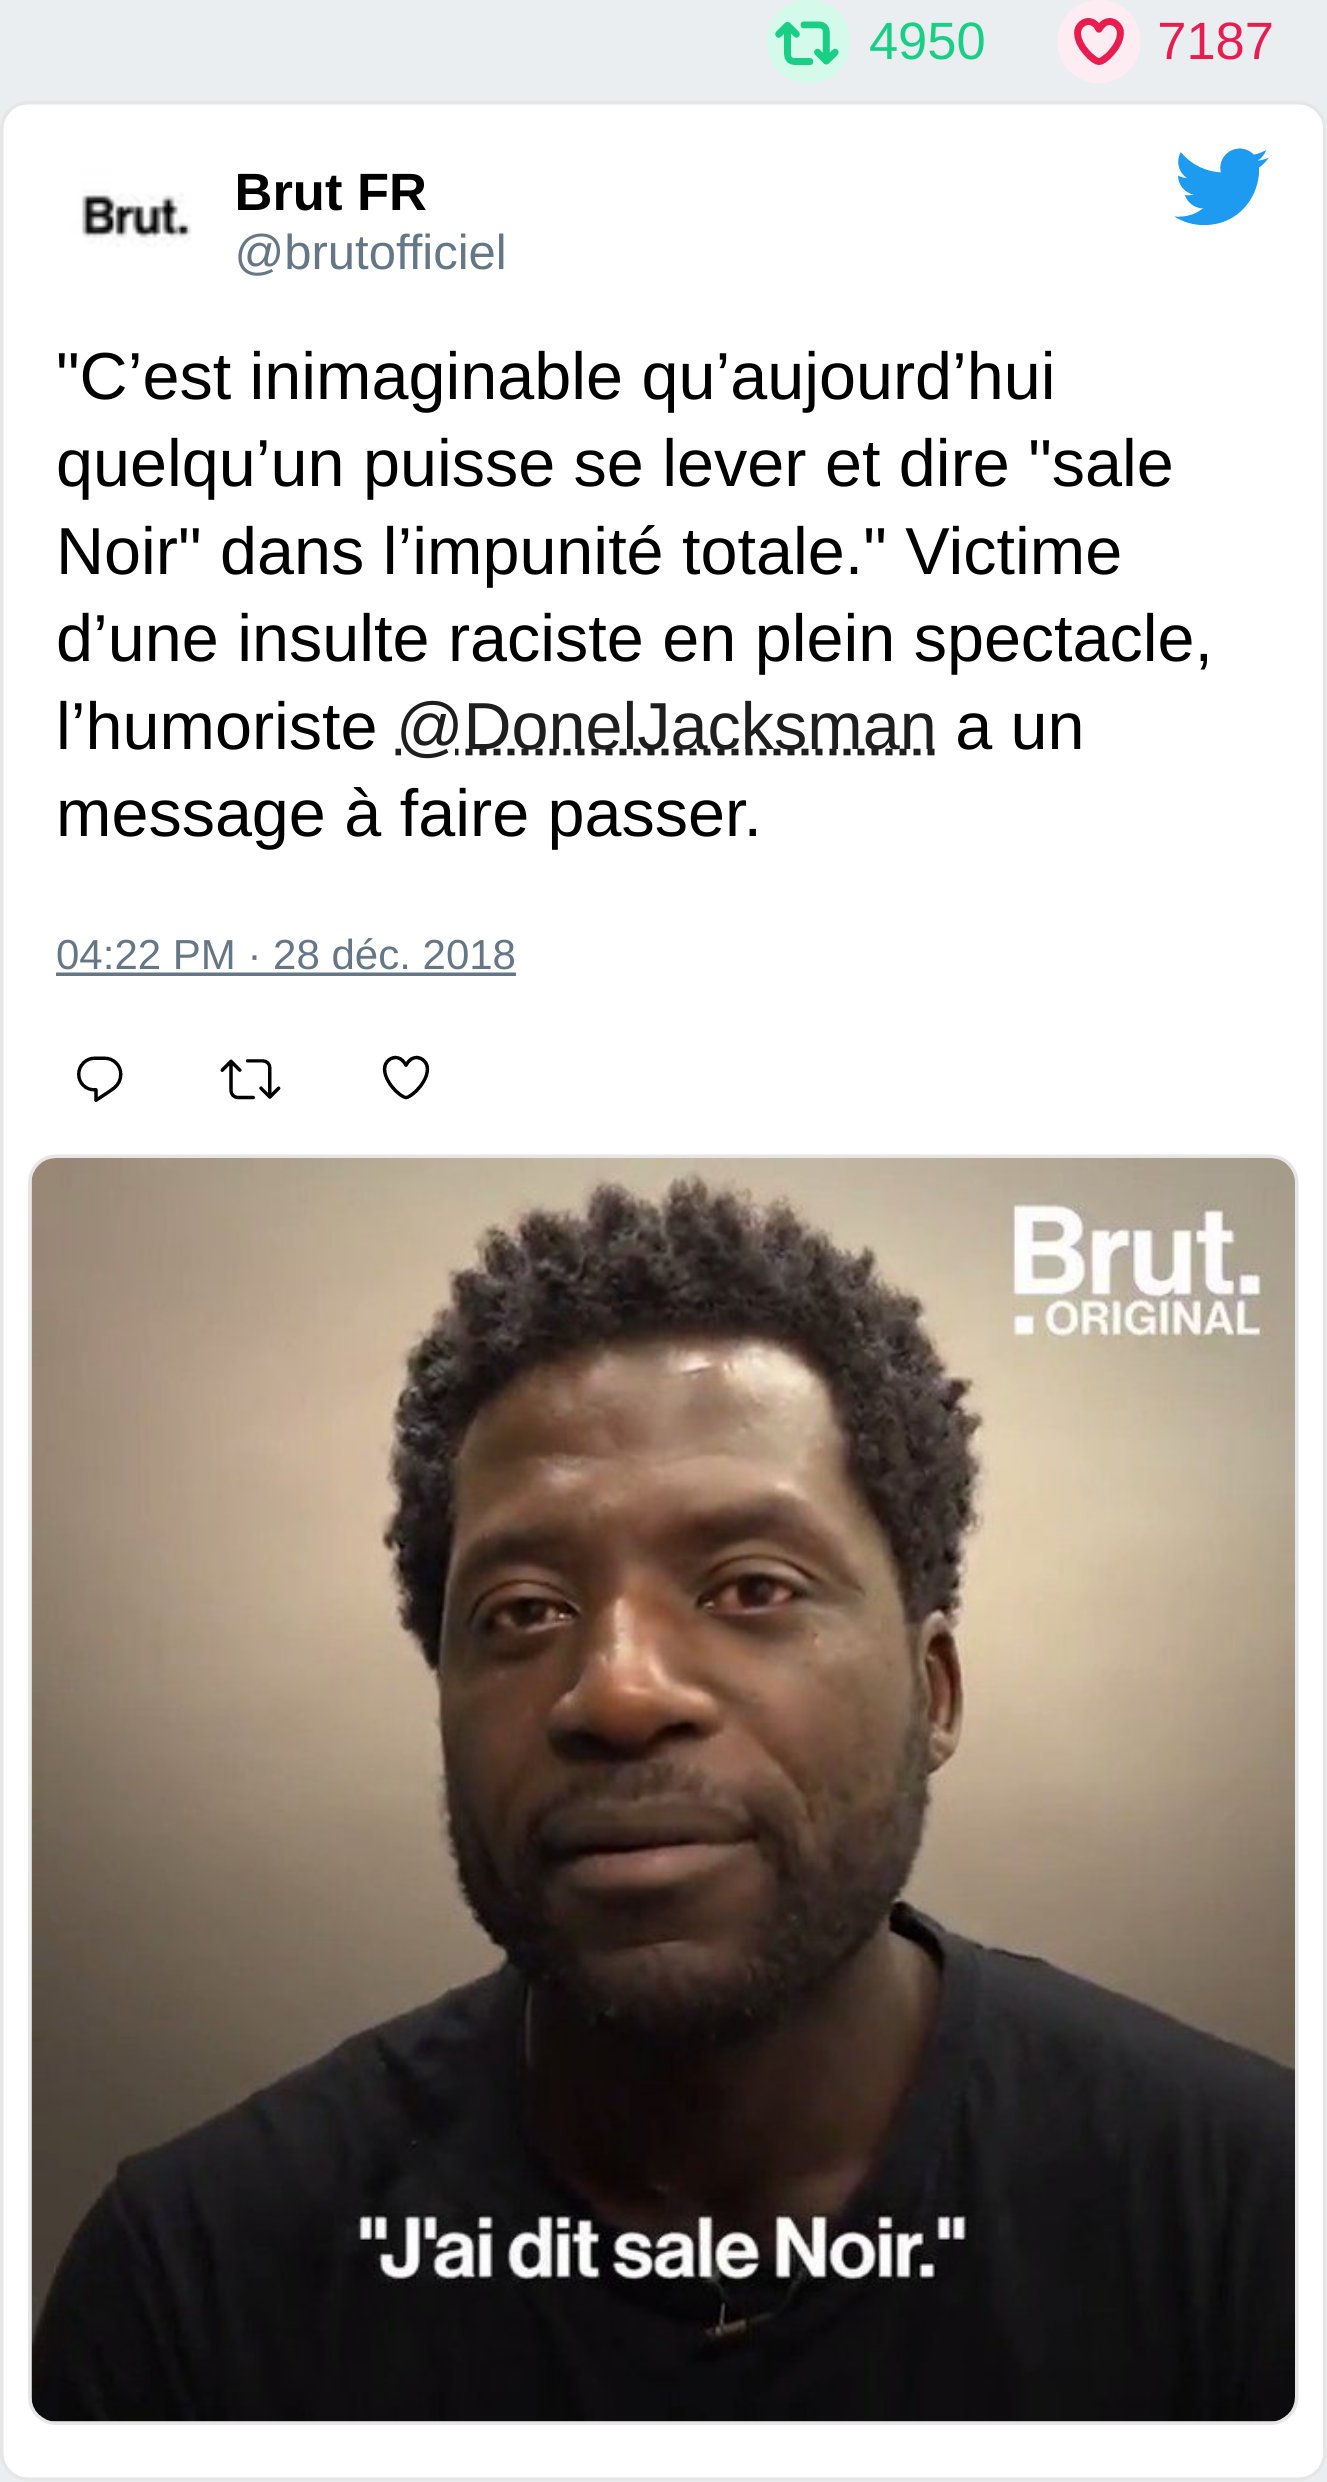 4950 7187
Brut.
Brut FR
@brutofficiel
"C’est inimaginable qu’aujourd’hui
quelqu’un puisse se lever et dire "sale
Noir" dans l’impunité totale." Victime
d’une insulte raciste en plein spectacle,
l’humoriste @DonelJacksman a un
message à faire passer.
04:22 PM · 28 déc. 2018
Brut.
ORIGINAL
"J'ai dit sale Noir."